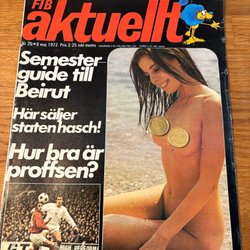 FIB
aktuellt
Nr 20 • 8 maj 1972 Pris 2:25 inkl moms
Semester-
guide till
Beirut
Här säljer
staten hasch!
Hur bra är
proffsen?